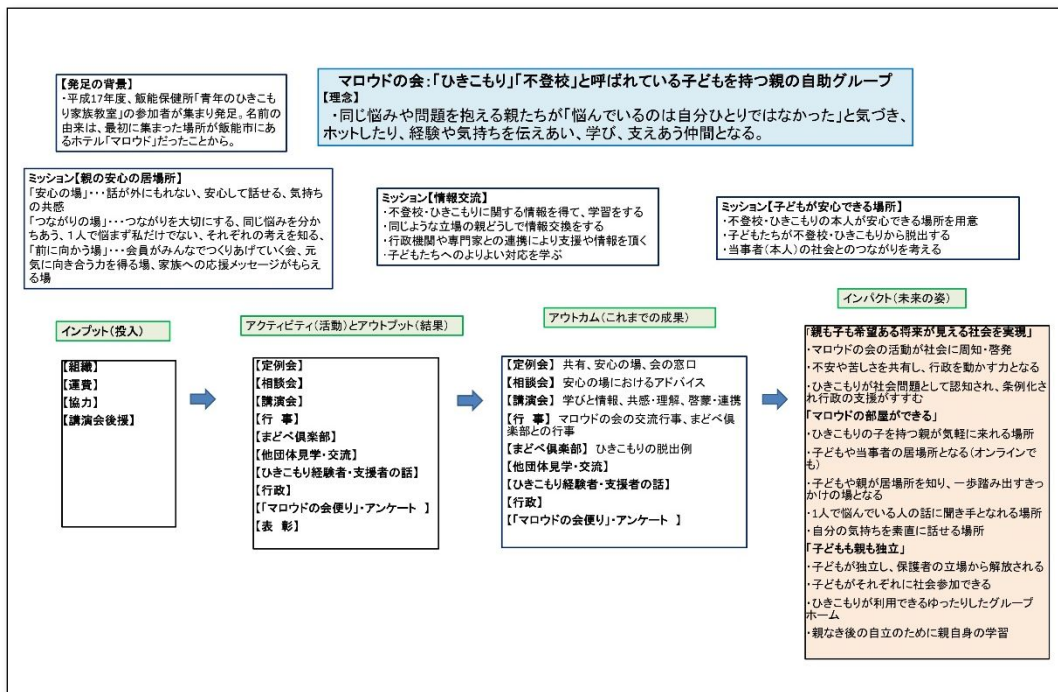 【発足の背景】
・平成17年度、飯能保健所「青年のひきこ
もり家族教室」の参加者が集まり発足。名前の
由来は、最初に集まった場所が飯能市にあ
るホテル「マロウド」だったことから。
マロウドの会:「ひきこもり」「不登校」と呼ばれている子どもを持つ親の自助グループ
【理念】
・同じ悩みや問題を抱える親たちが「悩んでいるのは自分ひとりではなかった」と気づき、
ホットしたり、経験や気持ちを伝えあい、学び、支えあう仲間となる。
ミッション【親の安心の居場所】
「安心の場」・・・話が外にもれない、安心して話せる、気持ち
の共感
「つながりの場」・・・つながりを大切にする、同じ悩みを分か
ちあう、1人で悩まず私だけでない、それぞれの考えを知る、
「前に向かう場」・・・会員がみんなでつくりあげていく会、元
気に向き合う力を得る場、家族への応援メッセージがもらえ
る場
ミッション【情報交流】
・不登校・ひきこもりに関する情報を得て、学習をする
・同じような立場の親どうしで情報交換をする
・行政機関や専門家との連携により支援や情報を頂く
・子どもたちへのよりよい対応を学ぶ
ミッション【子どもが安心できる場所】
・不登校・ひきこもりの本人が安心できる場所を用意
・子どもたちが不登校・ひきこもりから脱出する
・当事者(本人)の社会とのつながりを考える
インプット(投入)
【組織】
【運費】
【協力】
【講演会後援】
アクティビティ(活動)とアウトプット(結果)
【定例会】
【相談会】
【講演会】
【行 事】
【まどべ倶楽部】
【他団体見学・交流】
【ひきこもり経験者・支援者の話】
【行政】
【「マロウドの会便り」・アンケート 】
【表 彰】
アウトカム(これまでの成果)
【定例会】 共有、安心の場、会の窓口
【相談会】 安心の場におけるアドバイス
【講演会】 学びと情報、共感・理解、啓蒙・連携
【行 事】 マロウドの会の交流行事、まどべ倶
楽部との行事
【まどべ倶楽部】 ひきこもりの脱出例
【他団体見学・交流】
【ひきこもり経験者・支援者の話】
【行政】
【「マロウドの会便り」・アンケート 】
インパクト(未来の姿)
「親も子も希望ある将来が見える社会を実現」
・マロウドの会の活動が社会に周知・啓発
・不安や苦しさを共有し、行政を動かす力となる
・ひきこもりが社会問題として認知され、条例化さ
れ行政の支援がすすむ
「マロウドの部屋ができる」
・ひきこもりの子を持つ親が気軽に来れる場所
・子どもや当事者の居場所となる(オンラインで
も)
・子どもや親が居場所を知り、一歩踏み出すきっ
かけの場となる
・1人で悩んでいる人の話に聞き手となれる場所
・自分の気持ちを素直に話せる場所
「子どもも親も独立」
・子どもが独立し、保護者の立場から解放される
・子どもがそれぞれに社会参加できる
・ひきこもりが利用できるゆったりしたグループ
ホーム
・親なき後の自立のために親自身の学習